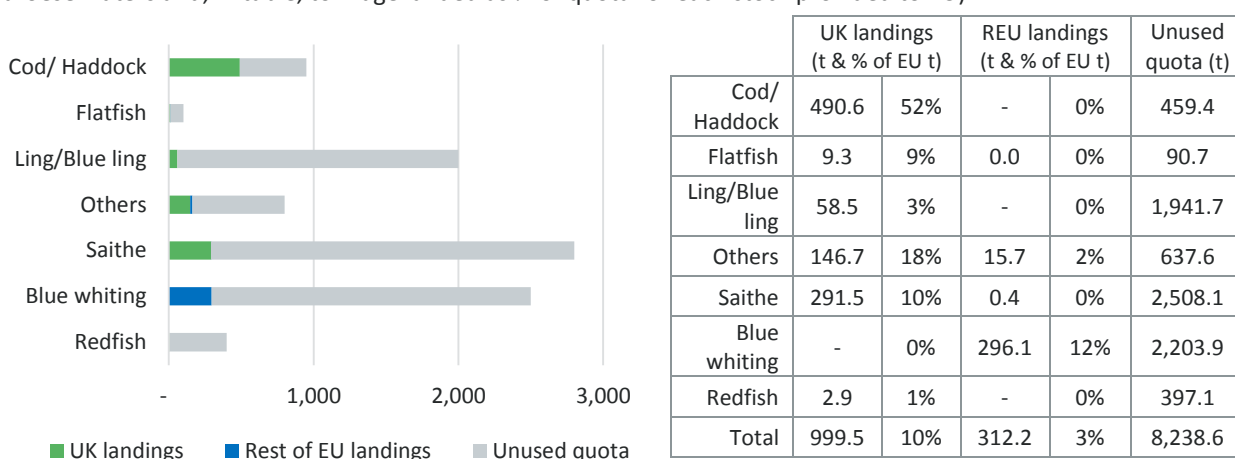 Cod/ Haddock
Flatfish
Ling/Blue ling
Others
Saithe
Blue whiting
Redfish
- 1,000 2,000 3,000
UK landings Rest of EU landings Unused quota
UK landings REU landings Unused
(t & % of EU t) (t & % of EU t) quota (t)
Cod/
Haddock 490.6 52% - 0% 459.4
Flatfish 9.3 9% 0.0 0% 90.7
Ling/Blue
ling 58.5 3% - 0% 1,941.7
Others 146.7 18% 15.7 2% 637.6
Saithe 291.5 10% 0.4 0% 2,508.1
Blue
whiting - 0% 296.1 12% 2,203.9
Redfish 2.9 1% - 0% 397.1
Total 999.5 10% 312.2 3% 8,238.6